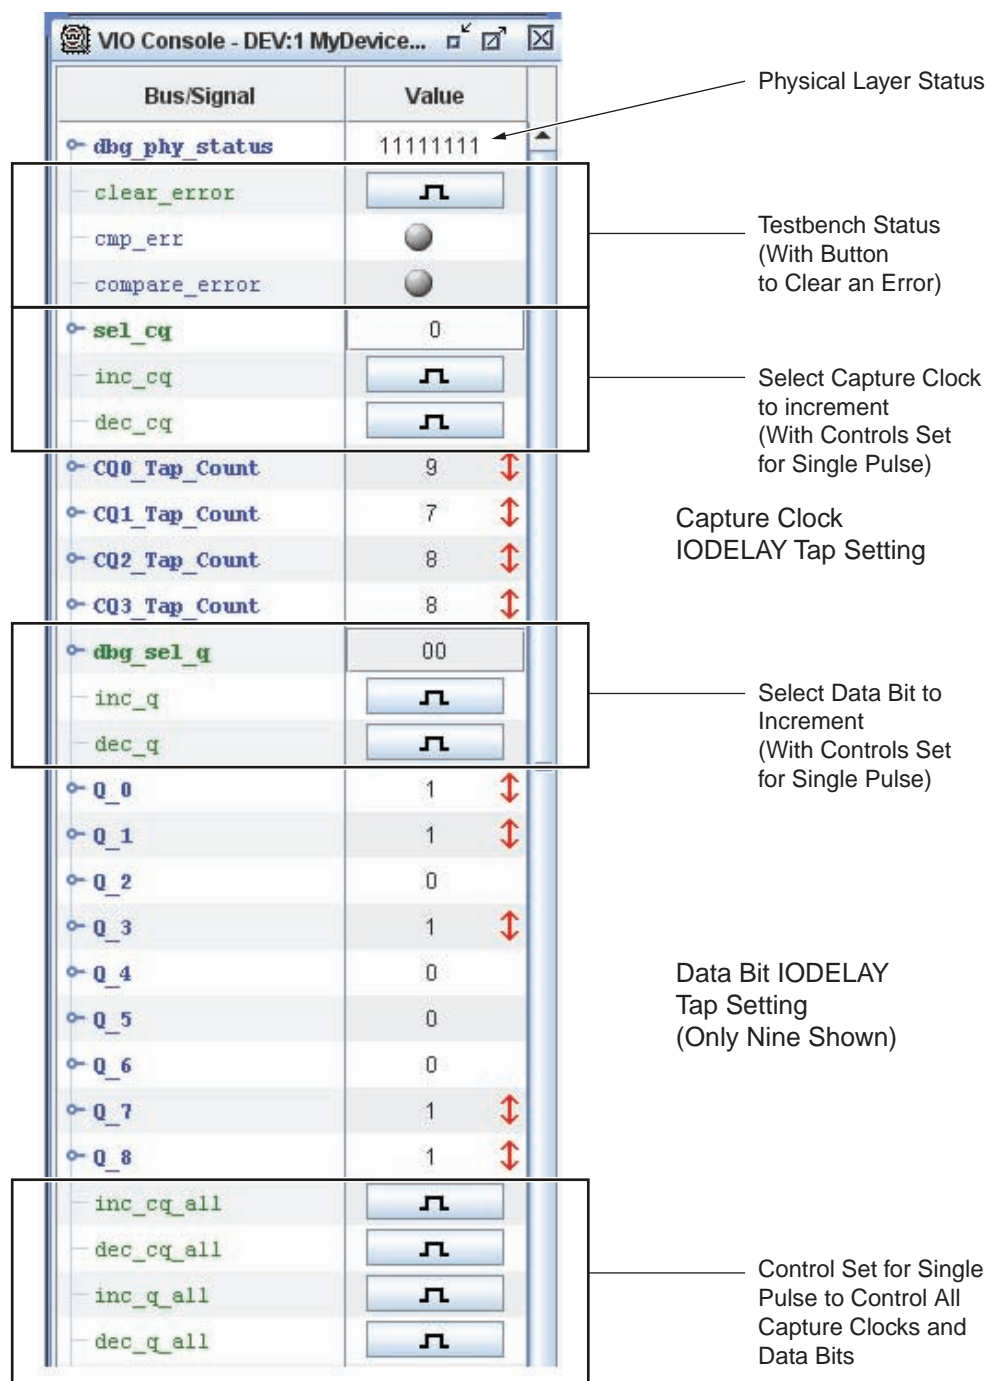 VIO Console - DEV:1 MyDevice...
Bus/Signal Value
Physical Layer Status
dbg_phy_status 11111111
clear_error
cmp_err
compare_error
Testbench Status
(With Button
to Clear an Error)
sel_cq 0
inc_cq
dec_cq
Select Capture Clock
to increment
(With Controls Set
for Single Pulse)
CQ0_Tap_Count 9
CQ1_Tap_Count 7
CQ2_Tap_Count 8
CQ3_Tap_Count 8
Capture Clock
IODELAY Tap Setting
dbg_sel_q 00
inc_q
dec_q
Select Data Bit to
Increment
(With Controls Set
for Single Pulse)
Q_0 1
Q_1 1
Q_2 0
Q_3 1
Q_4 0
Q_5 0
Q_6 0
Q_7 1
Q_8 1
Data Bit IODELAY
Tap Setting
(Only Nine Shown)
inc_cq_all
dec_cq_all
inc_q_all
dec_q_all
Control Set for Single
Pulse to Control All
Capture Clocks and
Data Bits